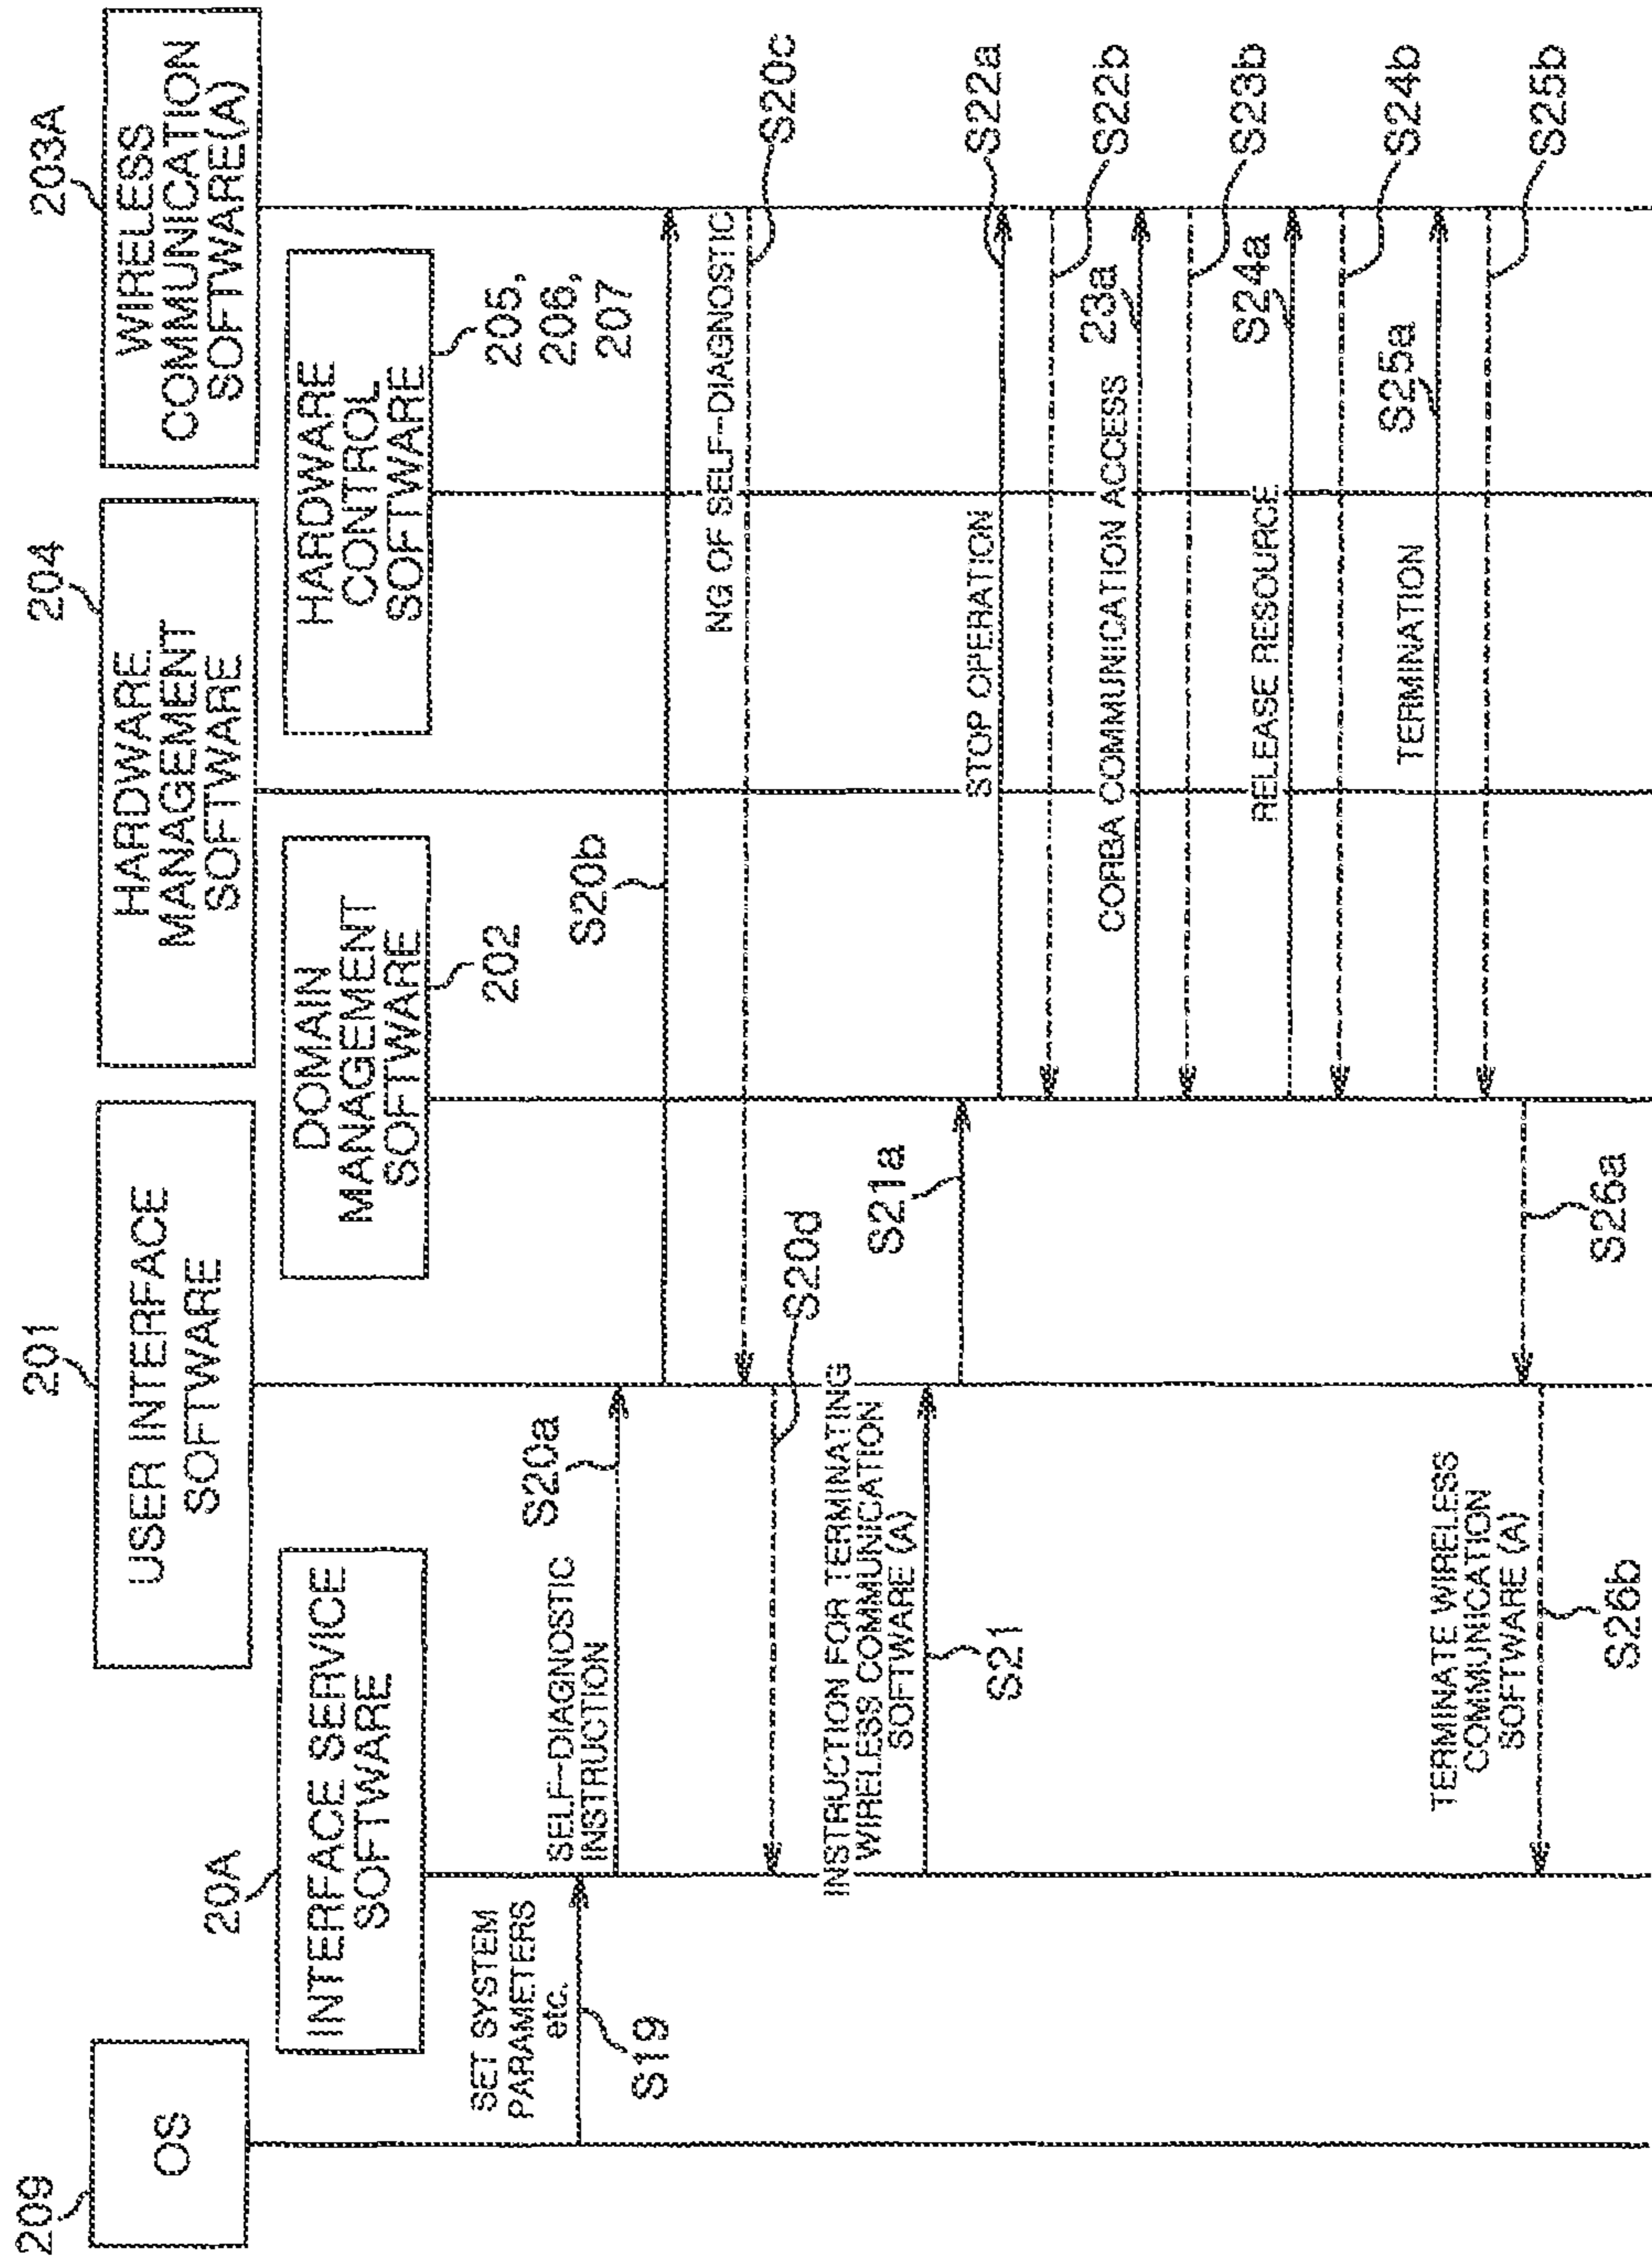 209
OS
20A
INTERFACE SERVICE
SOFTWARE
201
USER INTERFACE
SOFTWARE
DOMAIN
MANAGEMENT
SOFTWARE
202
204
HARDWARE
MANAGEMENT
SOFTWARE
HARDWARE
CONTROL
SOFTWARE
205,
206,
207
203A
WIRELESS
COMMUNICATION
SOFTWARE(A)
SET SYSTEM
PARAMETERS
etc.
S19
SELF-DIAGNOSTIC
INSTRUCTION
S20a
S20b
NG OF SELF-DIAGNOSTIC
S20c
S20d
INSTRUCTION FOR TERMINATING
WIRELESS COMMUNICATION
SOFTWARE (A)
S21
S21a
STOP OPERATION
S22a
S22b
CORBA COMMUNICATION ACCESS
23a
S23b
RELEASE RESOURCE
S24a
S24b
TERMINATION
S25a
S25b
S26a
TERMINATE WIRELESS
COMMUNICATION
SOFTWARE (A)
S26b